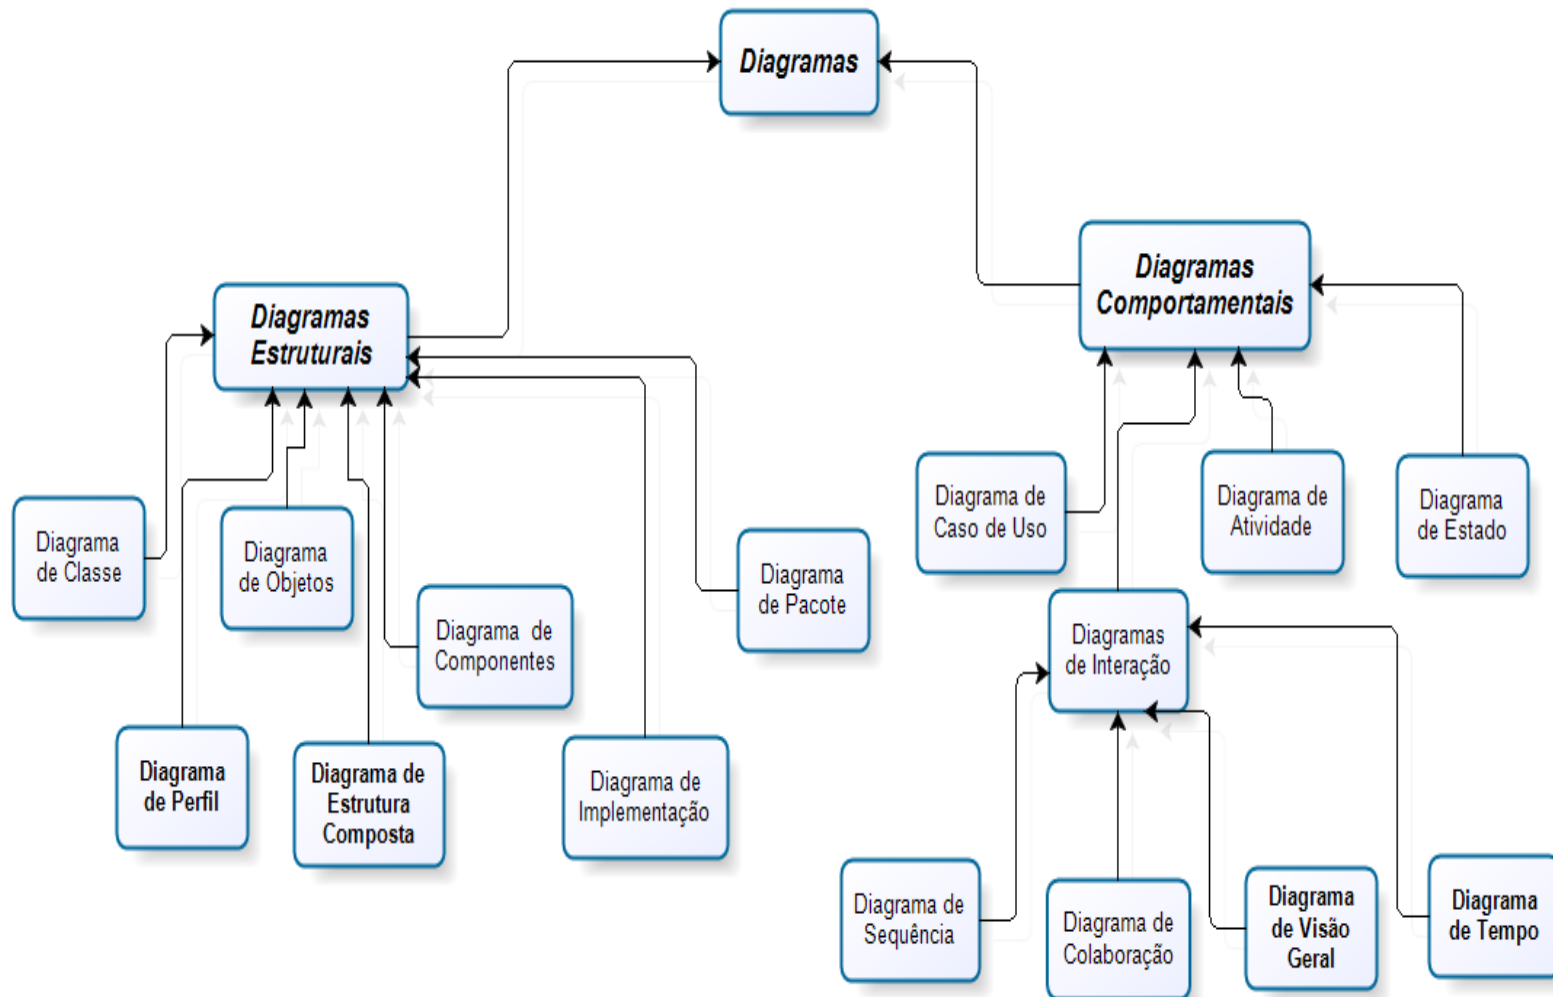 Diagramas
Diagramas
Comportamentais
Diagramas
Estruturais
Diagrama de
Caso de Uso
Diagrama de
Atividade
Diagrama
de Estado
Diagrama
de Classe
Diagrama
de Objetos
Diagrama
de Pacote
Diagrama  de
Componentes
Diagramas
de Interação
Diagrama
de Perfil
Diagrama de
Estrutura
Composta
Diagrama de
Implementação
Diagrama de
Sequência
Diagrama de
Colaboração
Diagrama
de Visão
Geral
Diagrama
de Tempo